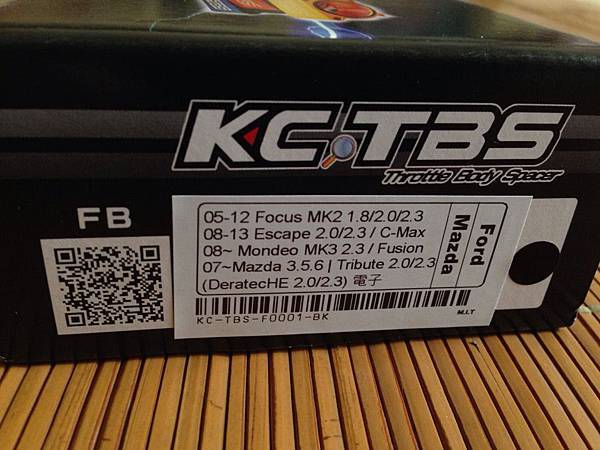 KC.TBS
Throttle Body Spacer
FB
05-12 Focus MK2 1.8/2.0/2.3
08-13 Escape 2.0/2.3 / C-Max
08~ Mondeo MK3 2.3 / Fusion
07~Mazda 3.5.6 | Tribute 2.0/2.3
(DeratecHE 2.0/2.3) 電子
Ford
Mazda
KC-TBS-F0001-BK
M.I.T